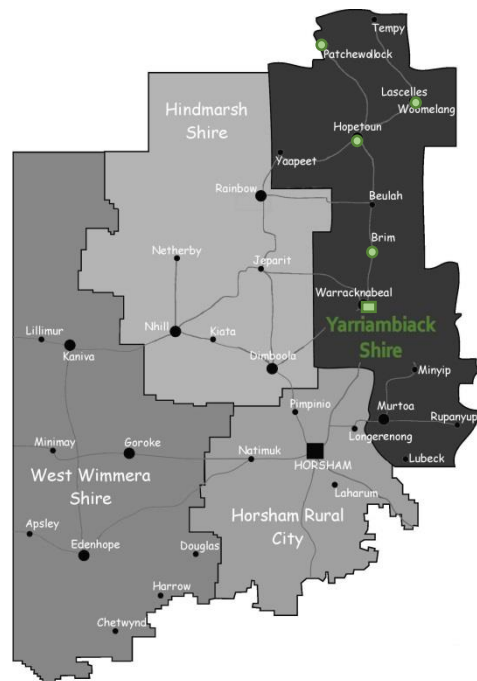 Tempy
Patchewollock
Lascelles
Woomelang
Hindmarsh
Shire
Hopetoun
Yaapeet
Rainbow
Beulah
Netherby
Brim
Jeparit
Warracknabeal
Yarriambiack
Shire
Lillimur
Nhill
Kiata
Kaniva
Dimboola
Minyip
Pimpinio
Murtoa
Rupanyup
Longerenong
Minimay
Goroke
Natimuk
HORSHAM
Lubeck
West Wimmera
Shire
Laharum
Horsham Rural
City
Apsley
Edenhope
Douglas
Harrow
Chetwynd